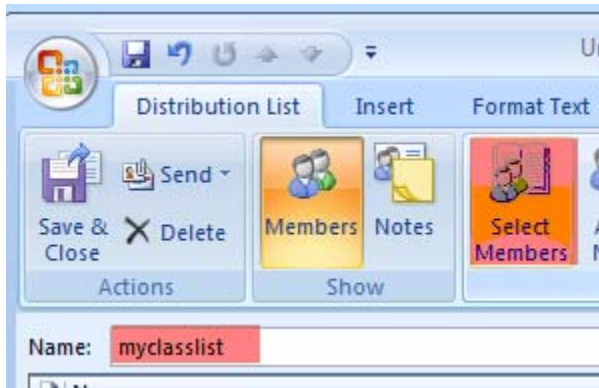 Distribution List Insert Format Text
Save & Close
Send
Delete
Members
Notes
Select Members
Actions
Show
Name: myclasslist